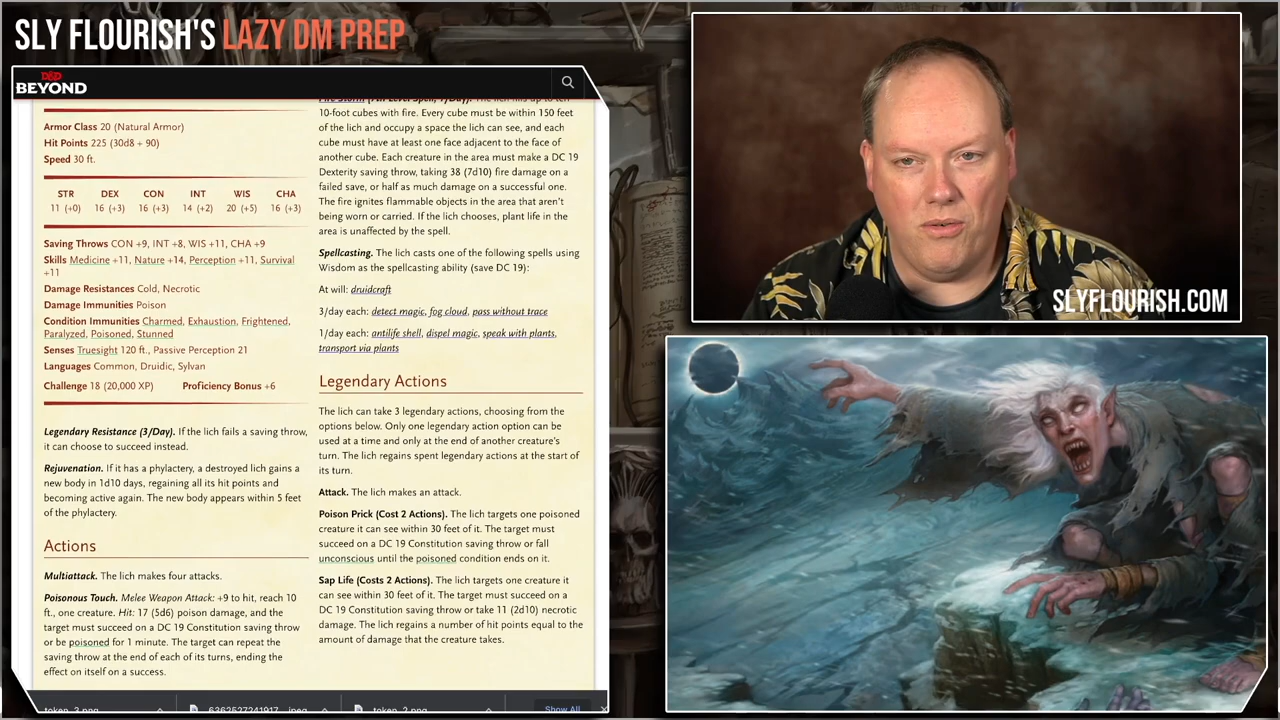 SLY FLOURISH'S LAZY DM PREP
D&D
BEYOND
Armor Class 20 (Natural Armor)
Hit Points 225 (30d8 + 90)
Speed 30 ft.
STR DEX CON INT WIS CHA
11 (+0) 16 (+3) 16 (+3) 14 (+2) 20 (+5) 16 (+3)
Saving Throws CON +9, INT +8, WIS +11, CHA +9
Skills Medicine +11, Nature +14, Perception +11, Survival
+11
Damage Resistances Cold, Necrotic
Damage Immunities Poison
Condition Immunities Charmed, Exhaustion, Frightened,
Paralyzed, Poisoned, Stunned
Senses Truesight 120 ft., Passive Perception 21
Languages Common, Druidic, Sylvan
Challenge 18 (20,000 XP) Proficiency Bonus +6
Legendary Resistance (3/Day). If the lich fails a saving throw,
it can choose to succeed instead.
Rejuvenation. If it has a phylactery, a destroyed lich gains a
new body in 1d10 days, regaining all its hit points and
becoming active again. The new body appears within 5 feet
of the phylactery.
Actions
Multiattack. The lich makes four attacks.
Poisonous Touch. Melee Weapon Attack: +9 to hit, reach 10
ft., one creature. Hit: 17 (5d6) poison damage, and the
target must succeed on a DC 19 Constitution saving throw
or be poisoned for 1 minute. The target can repeat the
saving throw at the end of each of its turns, ending the
effect on itself on a success.
10-foot cubes with fire. Every cube must be within 150 feet
of the lich and occupy a space the lich can see, and each
cube must have at least one face adjacent to the face of
another cube. Each creature in the area must make a DC 19
Dexterity saving throw, taking 38 (7d10) fire damage on a
failed save, or half as much damage on a successful one.
The fire ignites flammable objects in the area that aren't
being worn or carried. If the lich chooses, plant life in the
area is unaffected by the spell.
Spellcasting. The lich casts one of the following spells using
Wisdom as the spellcasting ability (save DC 19):
At will: druidcraft
3/day each: detect magic, fog cloud, pass without trace
1/day each: antilife shell, dispel magic, speak with plants,
transport via plants
Legendary Actions
The lich can take 3 legendary actions, choosing from the
options below. Only one legendary action option can be
used at a time and only at the end of another creature's
turn. The lich regains spent legendary actions at the start of
its turn.
Attack. The lich makes an attack.
Poison Prick (Cost 2 Actions). The lich targets one poisoned
creature it can see within 30 feet of it. The target must
succeed on a DC 19 Constitution saving throw or fall
unconscious until the poisoned condition ends on it.
Sap Life (Costs 2 Actions). The lich targets one creature it
can see within 30 feet of it. The target must succeed on a
DC 19 Constitution saving throw or take 11 (2d10) necrotic
damage. The lich regains a number of hit points equal to the
amount of damage that the creature takes.
Show All
SLYFLOURISH.COM